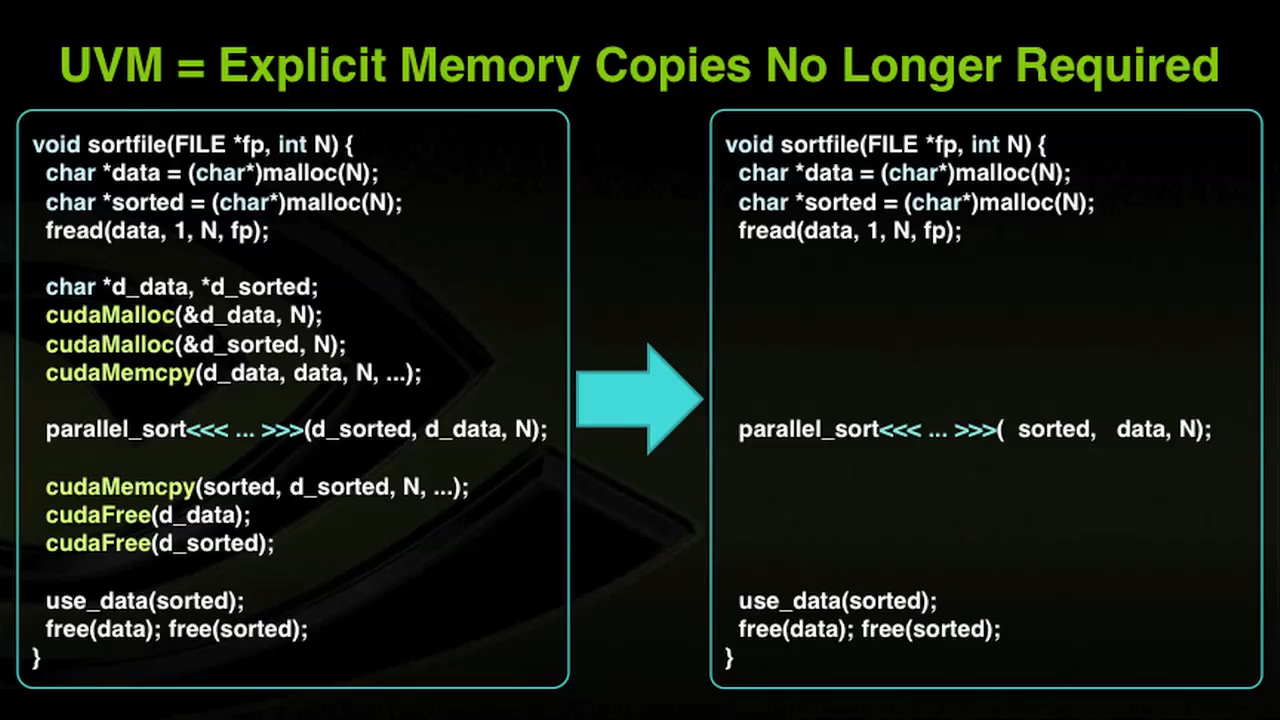 UVM = Explicit Memory Copies No Longer Required
void sortfile(FILE *fp, int N) {
char *data = (char*)malloc(N);
char *sorted = (char*)malloc(N);
fread(data, 1, N, fp);
char *d_data, *d_sorted;
cudaMalloc(&d_data, N);
cudaMalloc(&d_sorted, N);
cudaMemcpy(d_data, data, N, ...);
parallel_sort<<< ... >>>(d_sorted, d_data, N);
cudaMemcpy(sorted, d_sorted, N, ...);
cudaFree(d_data);
cudaFree(d_sorted);
use_data(sorted);
free(data); free(sorted);
}
void sortfile(FILE *fp, int N) {
char *data = (char*)malloc(N);
char *sorted = (char*)malloc(N);
fread(data, 1, N, fp);
parallel_sort<<< ... >>>( sorted, data, N);
use_data(sorted);
free(data); free(sorted);
}